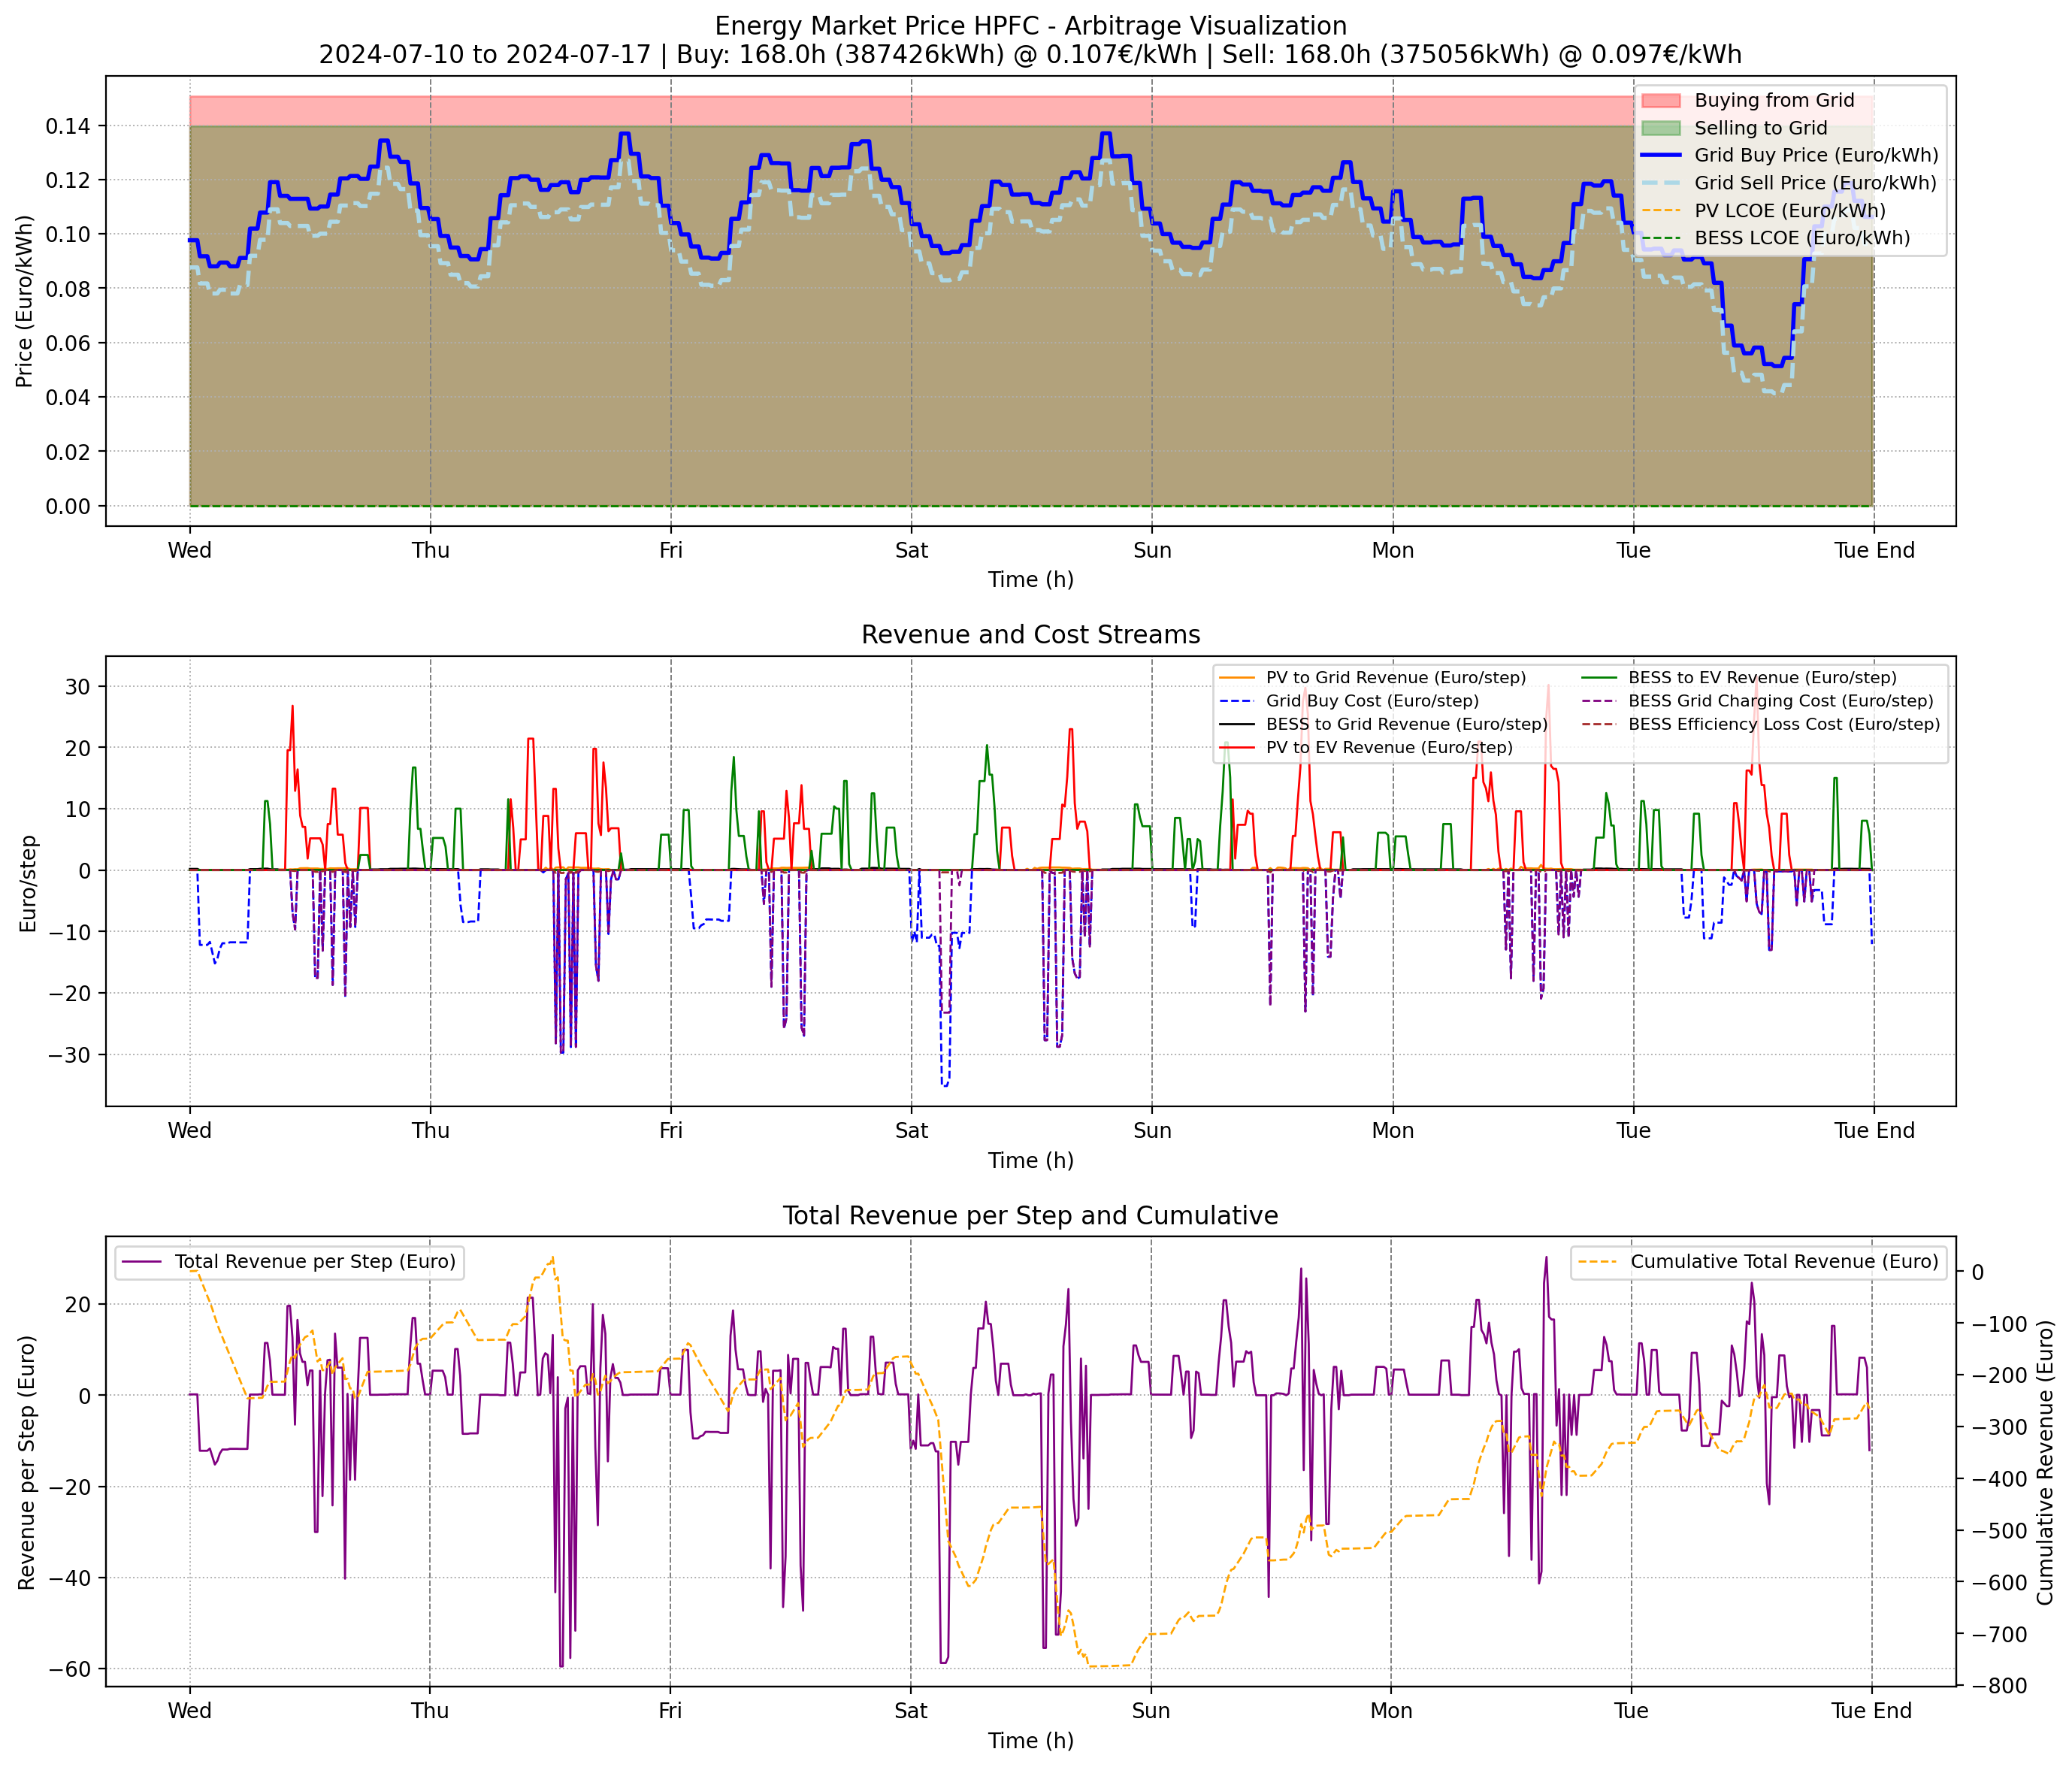 Energy Market Price HPFC - Arbitrage Visualization
2024-07-10 to 2024-07-17 | Buy: 168.0h (387426kWh) @ 0.107€/kWh | Sell: 168.0h (375056kWh) @ 0.097€/kWh
Price (Euro/kWh)
0.14
0.12
0.10
0.08
0.06
0.04
0.02
0.00
Buying from Grid
Selling to Grid
Grid Buy Price (Euro/kWh)
Grid Sell Price (Euro/kWh)
PV LCOE (Euro/kWh)
BESS LCOE (Euro/kWh)
Wed Thu Fri Sat Sun Mon Tue Tue End
Time (h)
Revenue and Cost Streams
Euro/step
30
20
10
0
−10
−20
−30
PV to Grid Revenue (Euro/step)
Grid Buy Cost (Euro/step)
BESS to Grid Revenue (Euro/step)
PV to EV Revenue (Euro/step)
BESS to EV Revenue (Euro/step)
BESS Grid Charging Cost (Euro/step)
BESS Efficiency Loss Cost (Euro/step)
Wed Thu Fri Sat Sun Mon Tue Tue End
Time (h)
Total Revenue per Step and Cumulative
Revenue per Step (Euro)
20
0
−20
−40
−60
Total Revenue per Step (Euro)
Cumulative Total Revenue (Euro)
0
−100
−200
−300
−400
−500
−600
−700
−800
Cumulative Revenue (Euro)
Wed Thu Fri Sat Sun Mon Tue Tue End
Time (h)